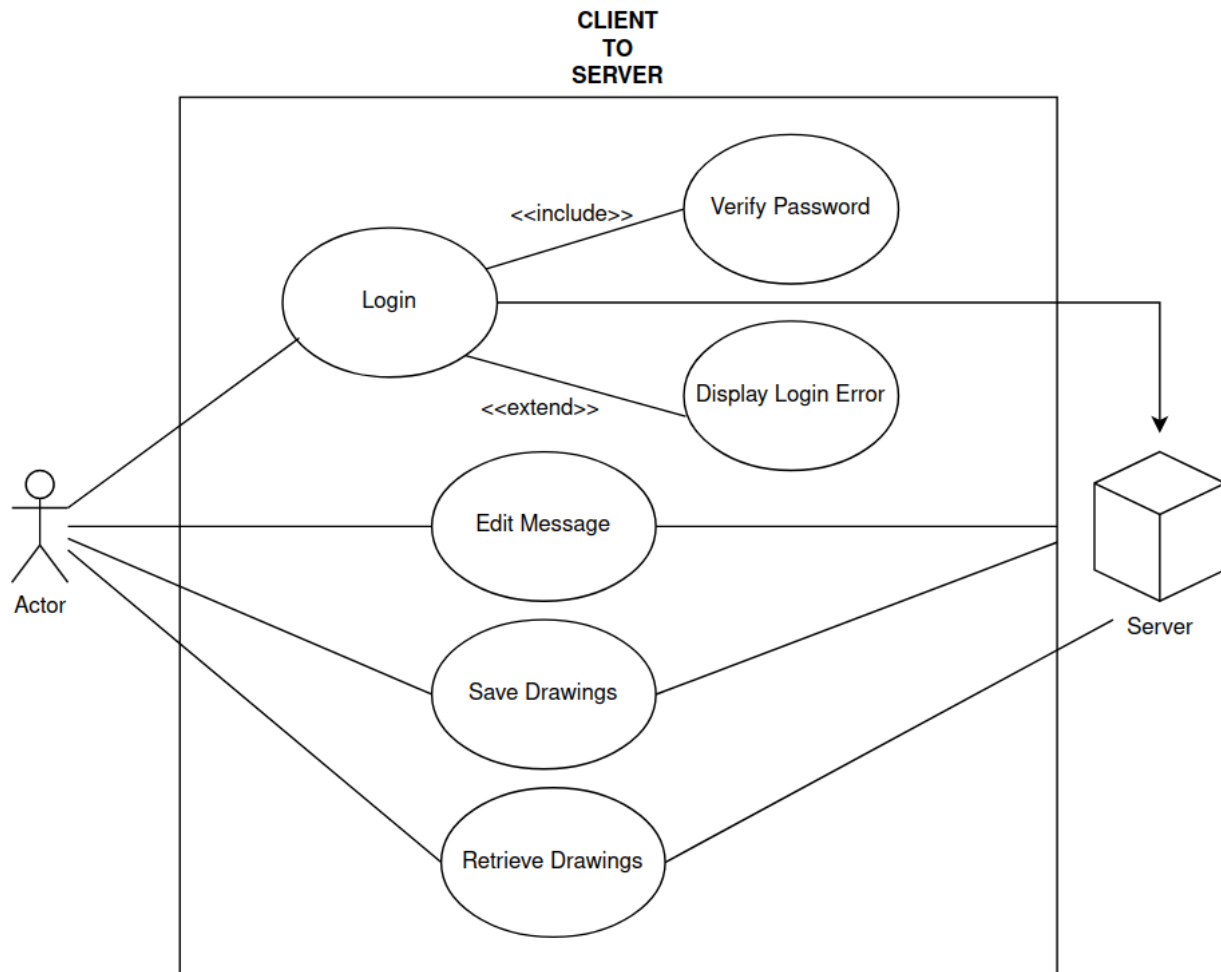 CLIENT
TO
SERVER
Verify Password
<<include>>
Login
Display Login Error
<<extend>>
Edit Message
Actor
Server
Save Drawings
Retrieve Drawings